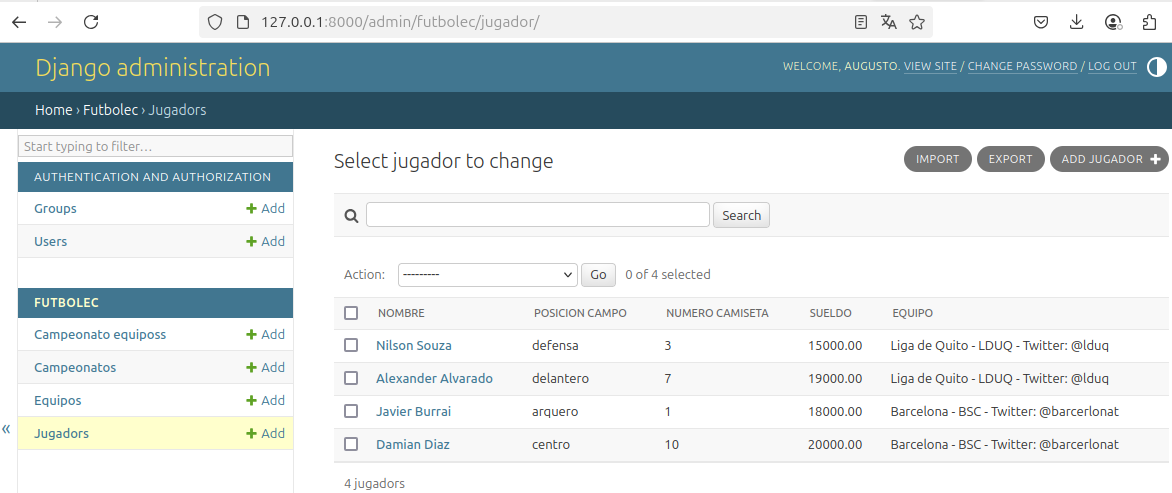 127.0.0.1:8000/admin/futbolec/jugador/
Django administration
WELCOME, AUGUSTO. VIEW SITE / CHANGE PASSWORD / LOG OUT
Home › Futbolec › Jugadors
Start typing to filter...
AUTHENTICATION AND AUTHORIZATION
Groups + Add
Users + Add
FUTBOLEC
Campeonato equiposs + Add
Campeonatos + Add
Equipos + Add
Jugadors + Add
«
Select jugador to change
IMPORT EXPORT ADD JUGADOR +
Search
Action: --------- Go 0 of 4 selected
NOMBRE POSICION CAMPO NUMERO CAMISETA SUELDO EQUIPO
Nilson Souza defensa 3 15000.00 Liga de Quito - LDUQ - Twitter: @lduq
Alexander Alvarado delantero 7 19000.00 Liga de Quito - LDUQ - Twitter: @lduq
Javier Burrai arquero 1 18000.00 Barcelona - BSC - Twitter: @barcerlonat
Damian Diaz centro 10 20000.00 Barcelona - BSC - Twitter: @barcerlonat
4 jugadors